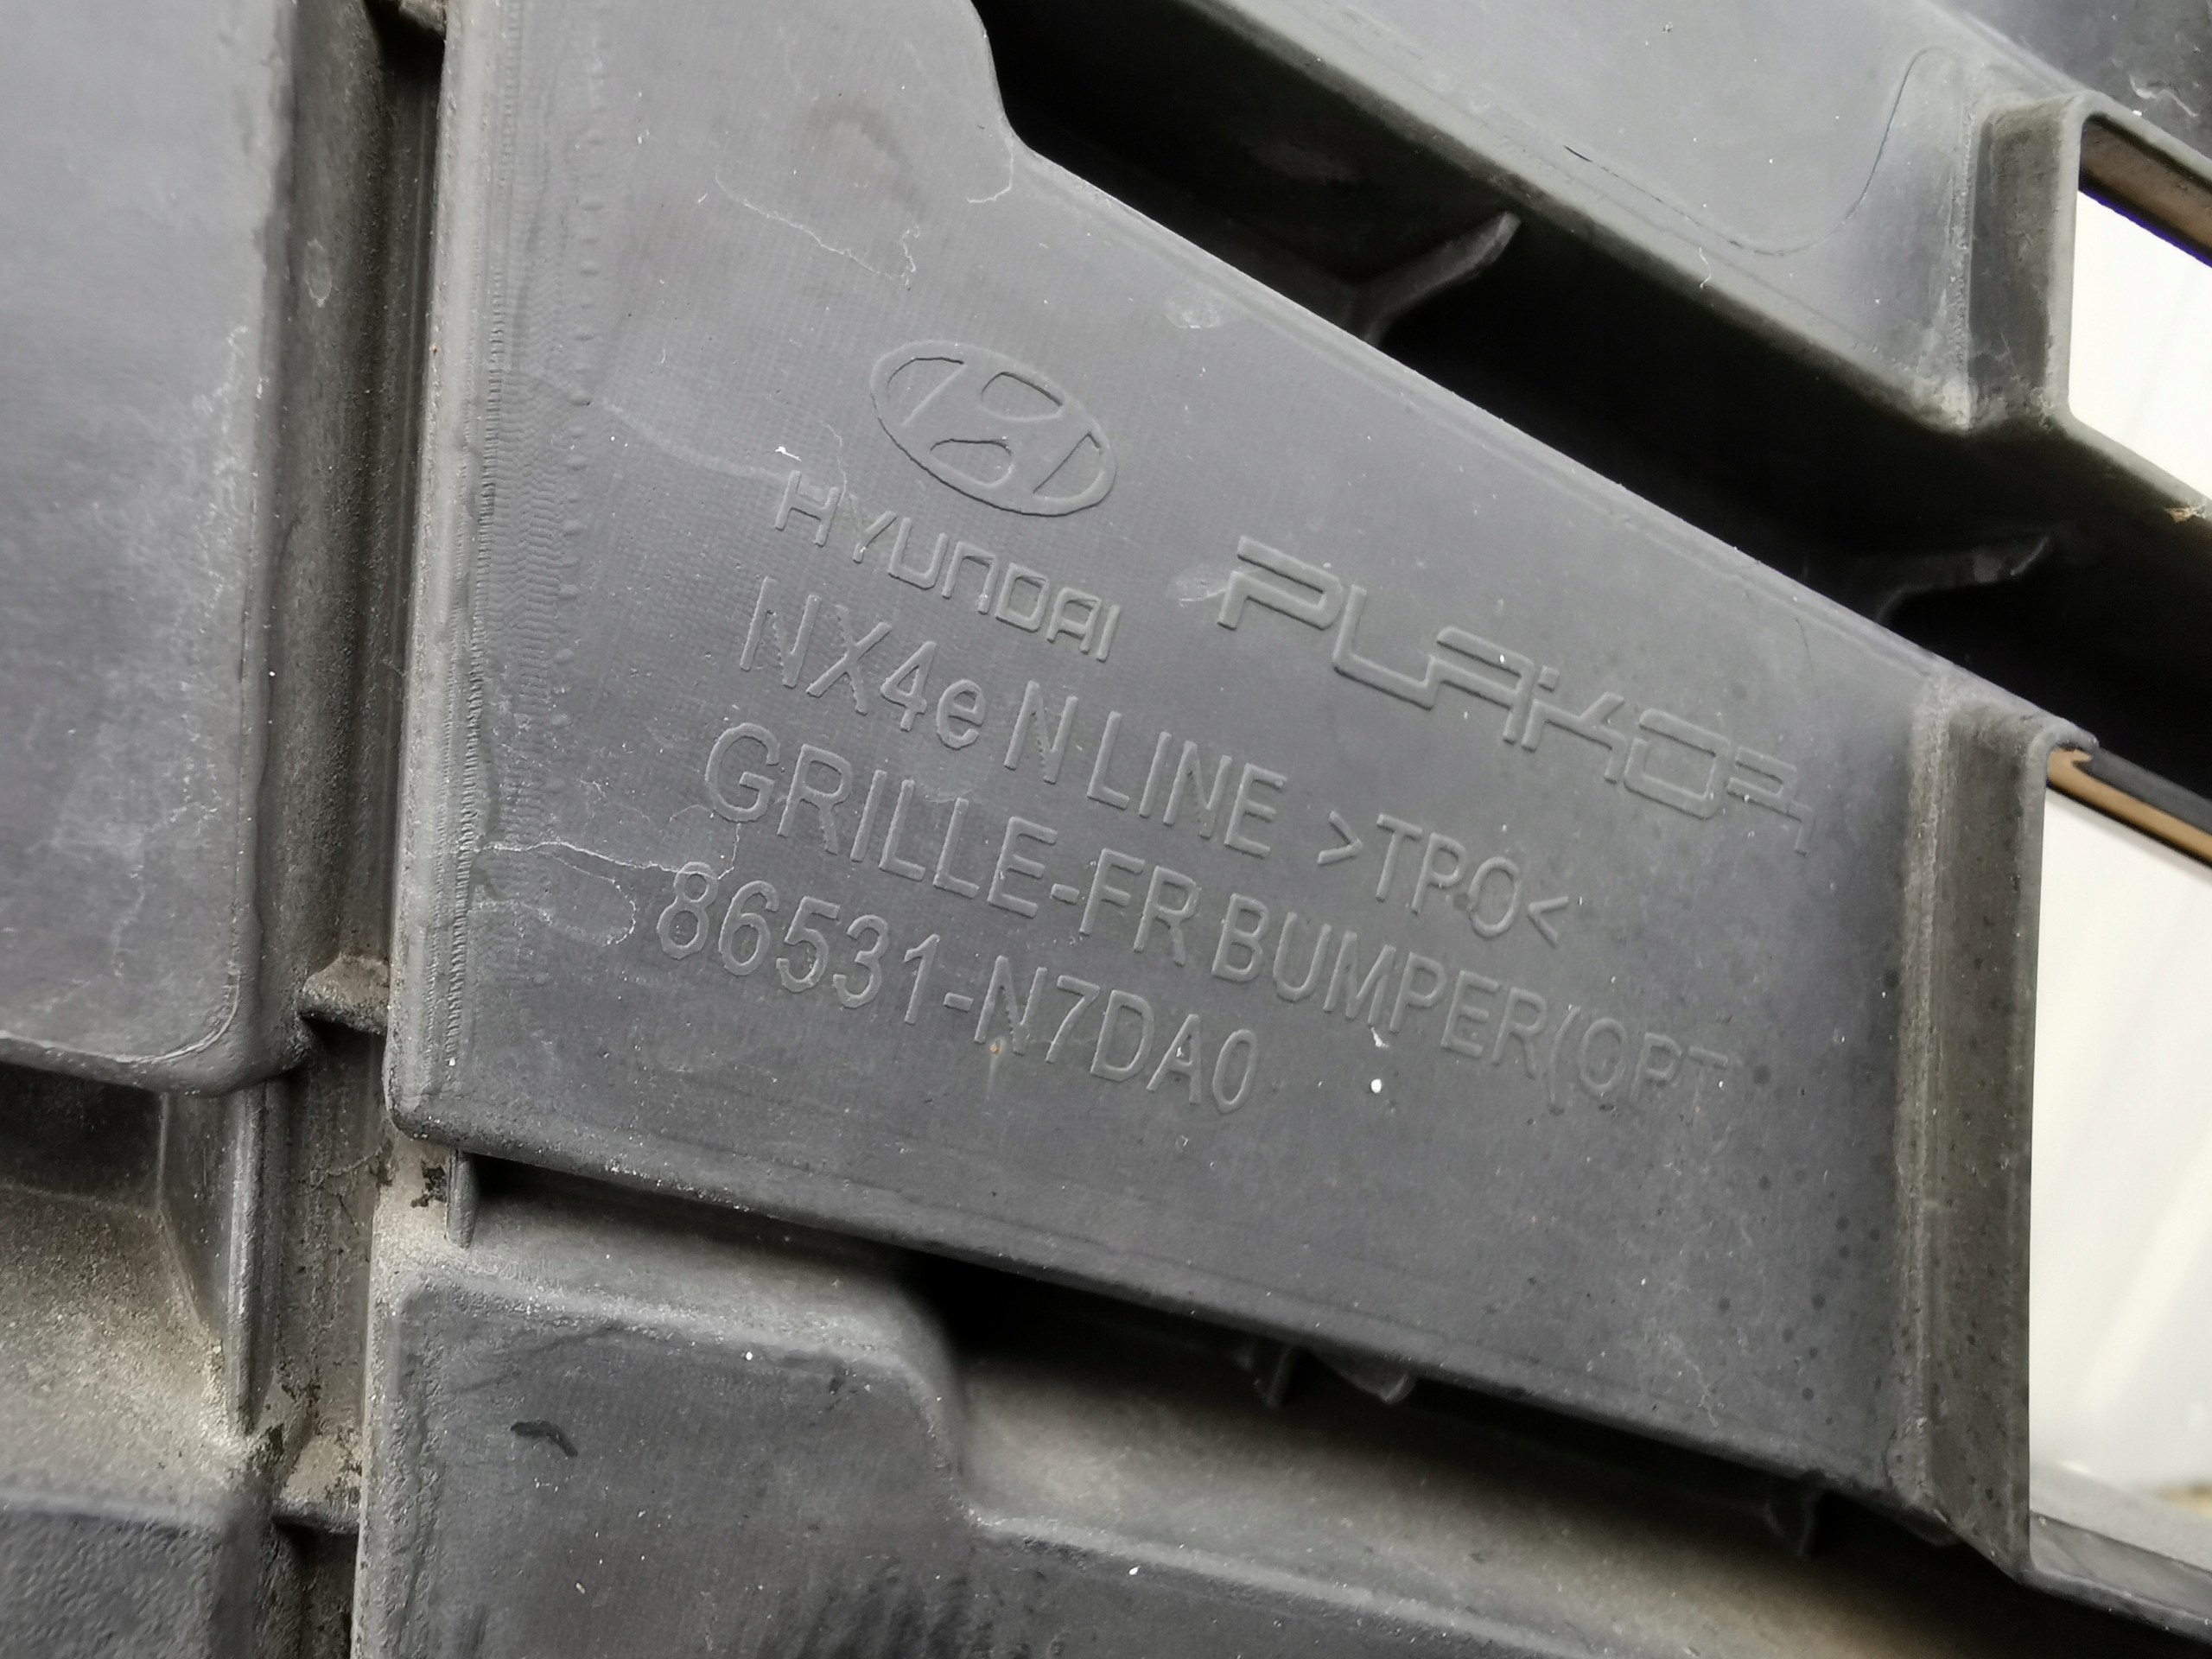 HYUNDAI
PLAKOR
NX4e N LINE >TPO<
GRILLE-FR BUMPER(OPT)
86531-N7DA0